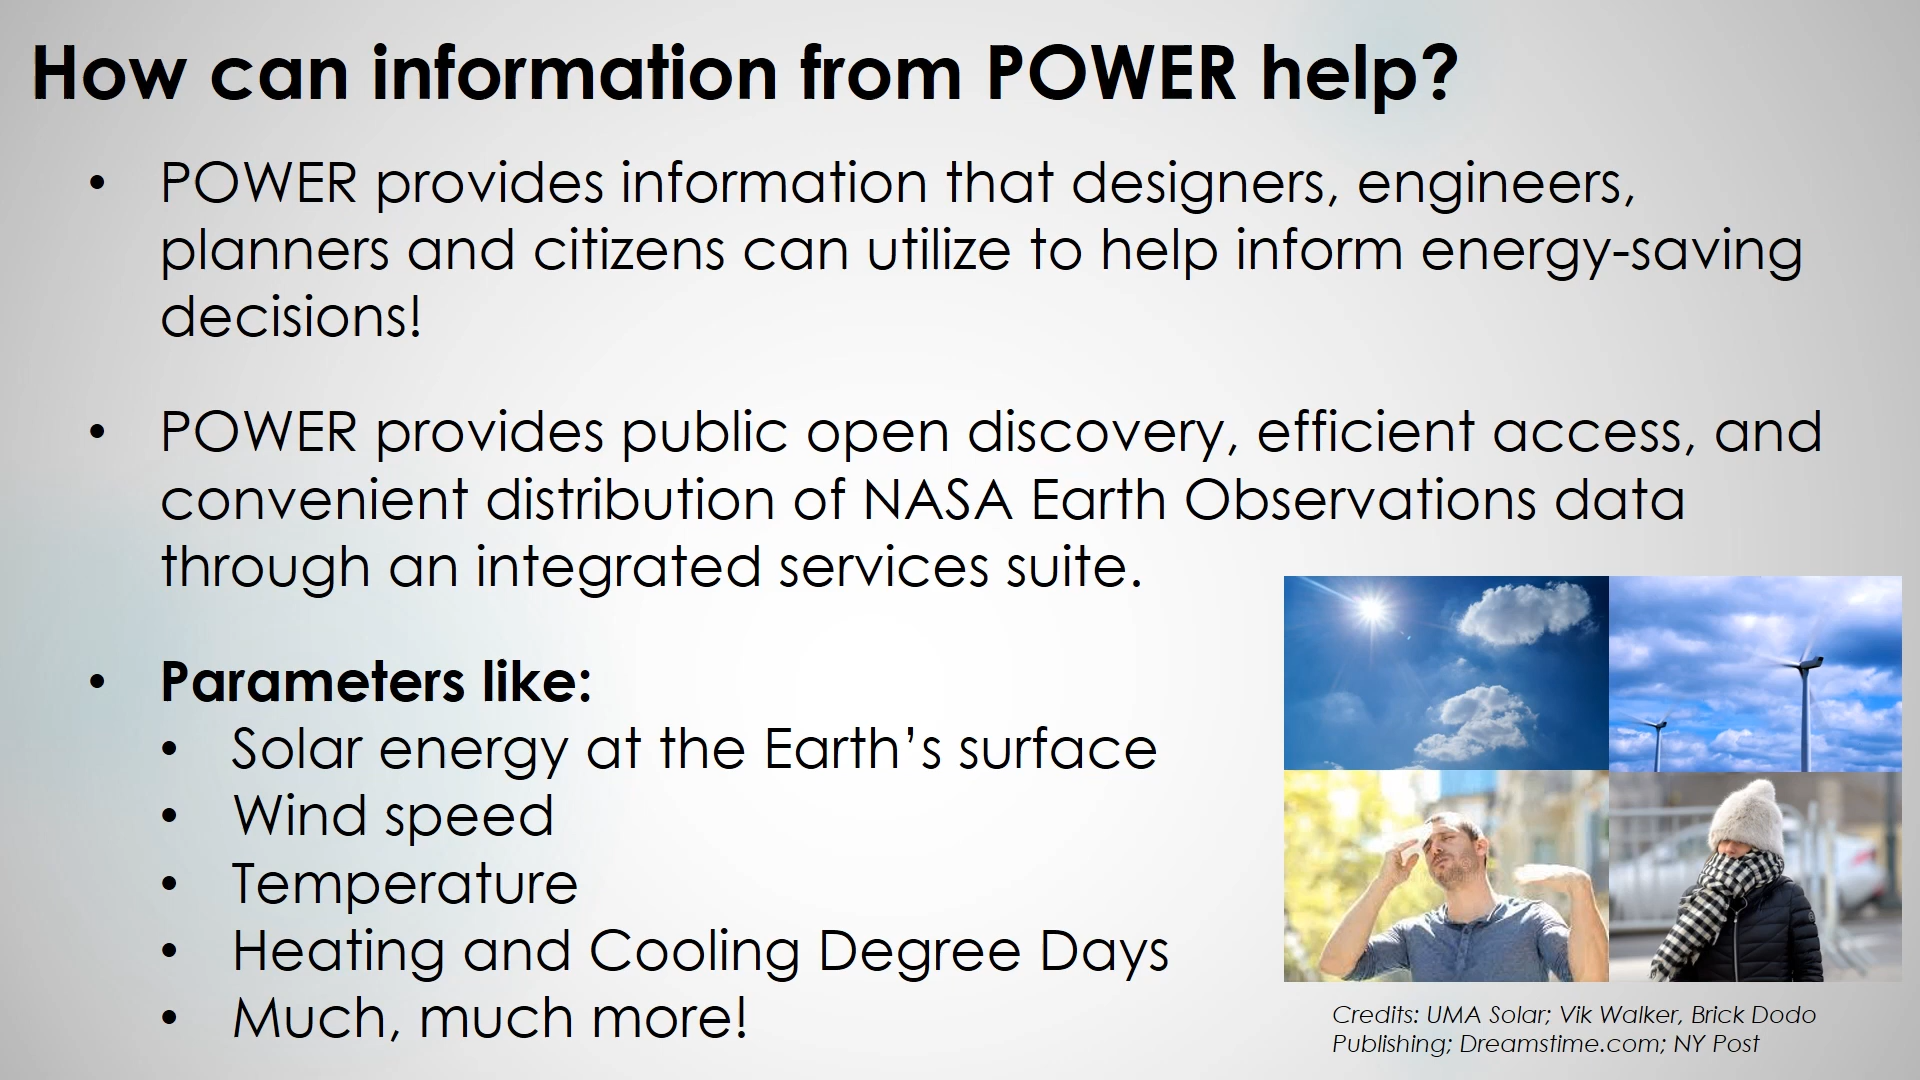 How can information from POWER help?
• POWER provides information that designers, engineers,
planners and citizens can utilize to help inform energy-saving
decisions!
• POWER provides public open discovery, efficient access, and
convenient distribution of NASA Earth Observations data
through an integrated services suite.
• Parameters like:
• Solar energy at the Earth’s surface
• Wind speed
• Temperature
• Heating and Cooling Degree Days
• Much, much more!
Credits: UMA Solar; Vik Walker, Brick Dodo
Publishing; Dreamstime.com; NY Post